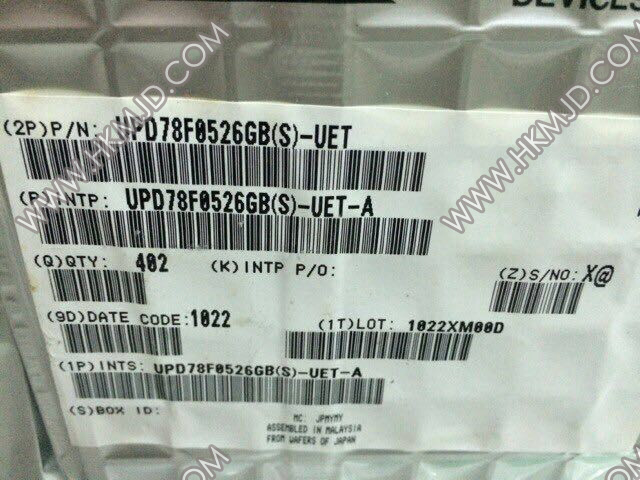 DEVICES
(2P)P/N: UPD78F0526GB(S)-UET
(P)INTP: UPD78F0526GB(S)-UET-A
(Q)QTY: 402 (K)INTP P/O: (Z)S/NO: X@
(9D)DATE CODE: 1022 (1T)LOT: 1022XM00D
(1P)INTS: UPD78F0526GB(S)-UET-A
(S)BOX ID:
MC: JPMYMY
ASSEMBLED IN MALAYSIA
FROM WAFERS OF JAPAN
WWW.HKMJD.COM
WWW.HKMJD.COM
WWW.HKMJD.COM
WWW.HKMJD.COM